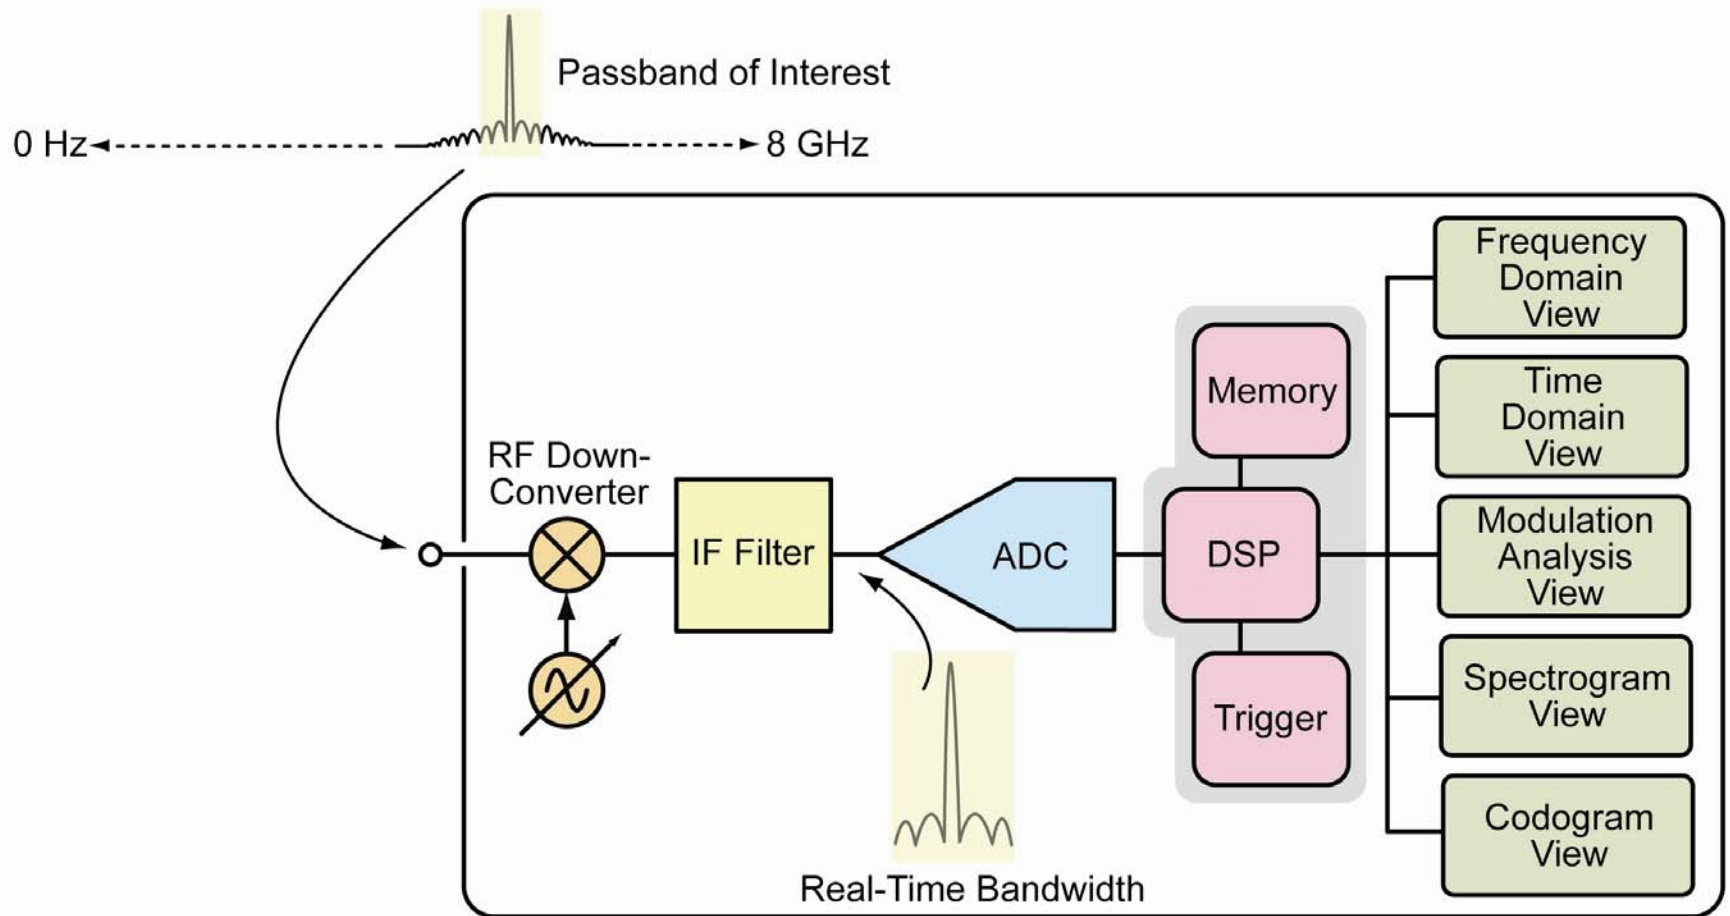 Passband of Interest
0 Hz
8 GHz
Frequency
Domain
View
Time
Domain
View
Memory
RF Down-
Converter
IF Filter
ADC
DSP
Modulation
Analysis
View
Trigger
Spectrogram
View
Codogram
View
Real-Time Bandwidth